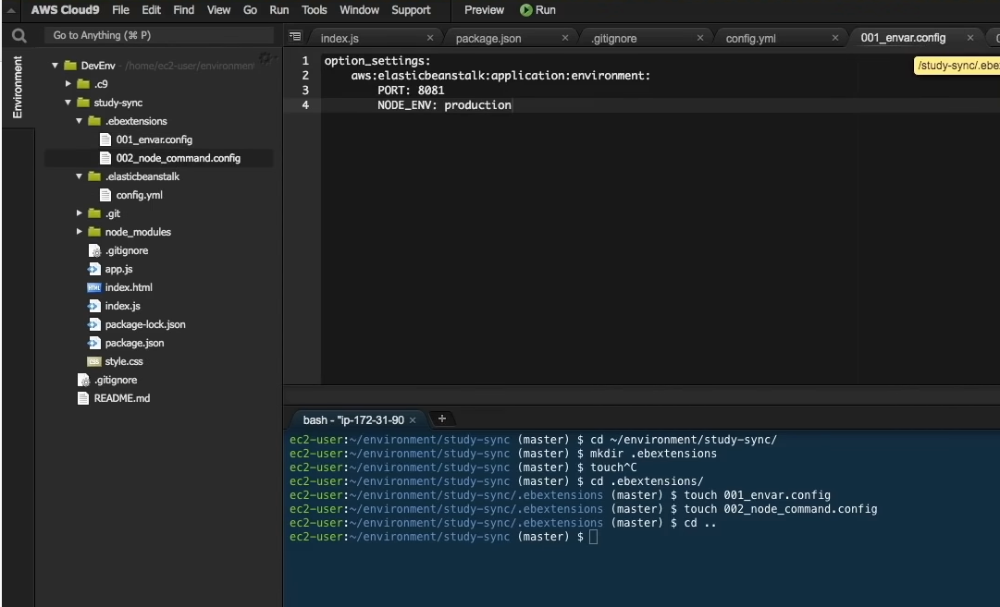 AWS Cloud9 File Edit Find View Go Run Tools Window Support Preview Run
Go to Anything (⌘ P)
index.js × package.json × .gitignore × config.yml × 001_envar.config ×
/study-sync/.ebe
Environment
DevEnv - /home/ec2-user/environment
.c9
study-sync
.ebextensions
001_envar.config
002_node_command.config
.elasticbeanstalk
config.yml
.git
node_modules
.gitignore
app.js
HTML index.html
index.js
package-lock.json
package.json
CSS style.css
.gitignore
README.md
1 option_settings:
2 aws:elasticbeanstalk:application:environment:
3 PORT: 8081
4 NODE_ENV: production
bash - "ip-172-31-90 × +
ec2-user:~/environment/study-sync (master) $ cd ~/environment/study-sync/
ec2-user:~/environment/study-sync (master) $ mkdir .ebextensions
ec2-user:~/environment/study-sync (master) $ touch^C
ec2-user:~/environment/study-sync (master) $ cd .ebextensions/
ec2-user:~/environment/study-sync/.ebextensions (master) $ touch 001_envar.config
ec2-user:~/environment/study-sync/.ebextensions (master) $ touch 002_node_command.config
ec2-user:~/environment/study-sync/.ebextensions (master) $ cd ..
ec2-user:~/environment/study-sync (master) $